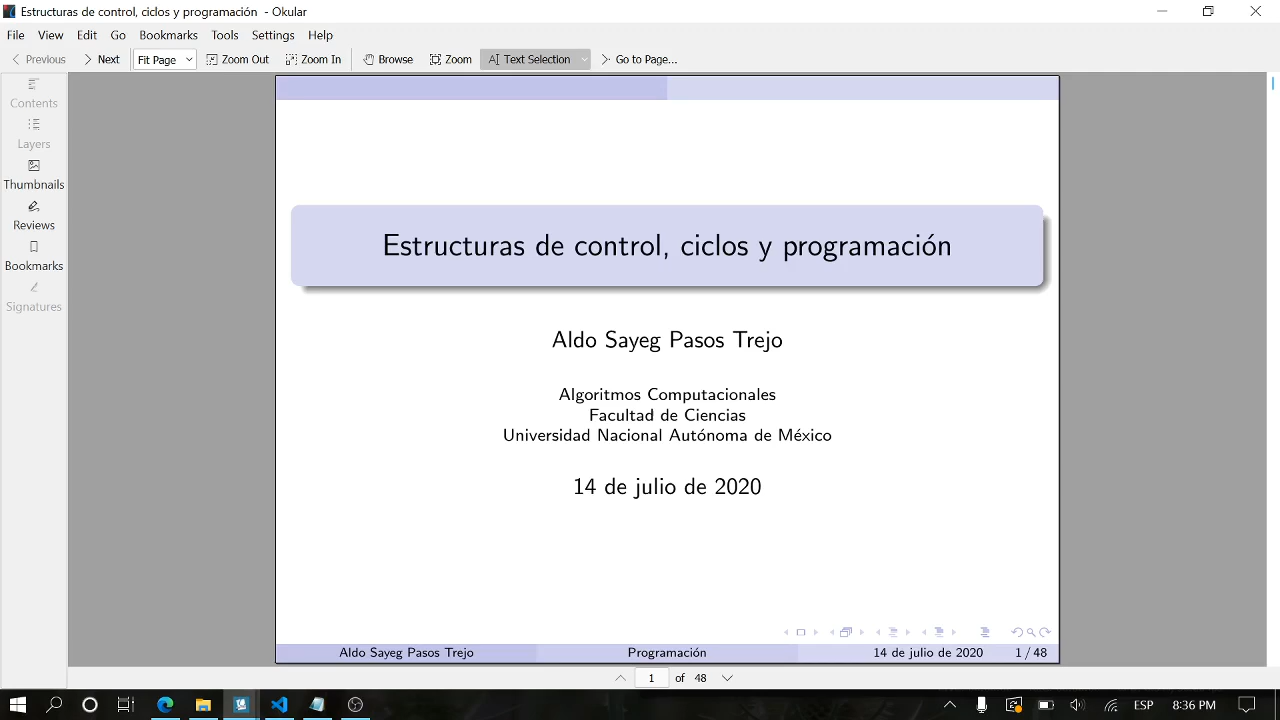 Estructuras de control, ciclos y programación - Okular
File View Edit Go Bookmarks Tools Settings Help
Previous Next Fit Page Zoom Out Zoom In Browse Zoom Text Selection Go to Page...
Contents
Layers
Thumbnails
Reviews
Bookmarks
Signatures
Estructuras de control, ciclos y programación
Aldo Sayeg Pasos Trejo
Algoritmos Computacionales
Facultad de Ciencias
Universidad Nacional Autónoma de México
14 de julio de 2020
Aldo Sayeg Pasos Trejo Programación 14 de julio de 2020 1 / 48
1 of 48
ESP 8:36 PM